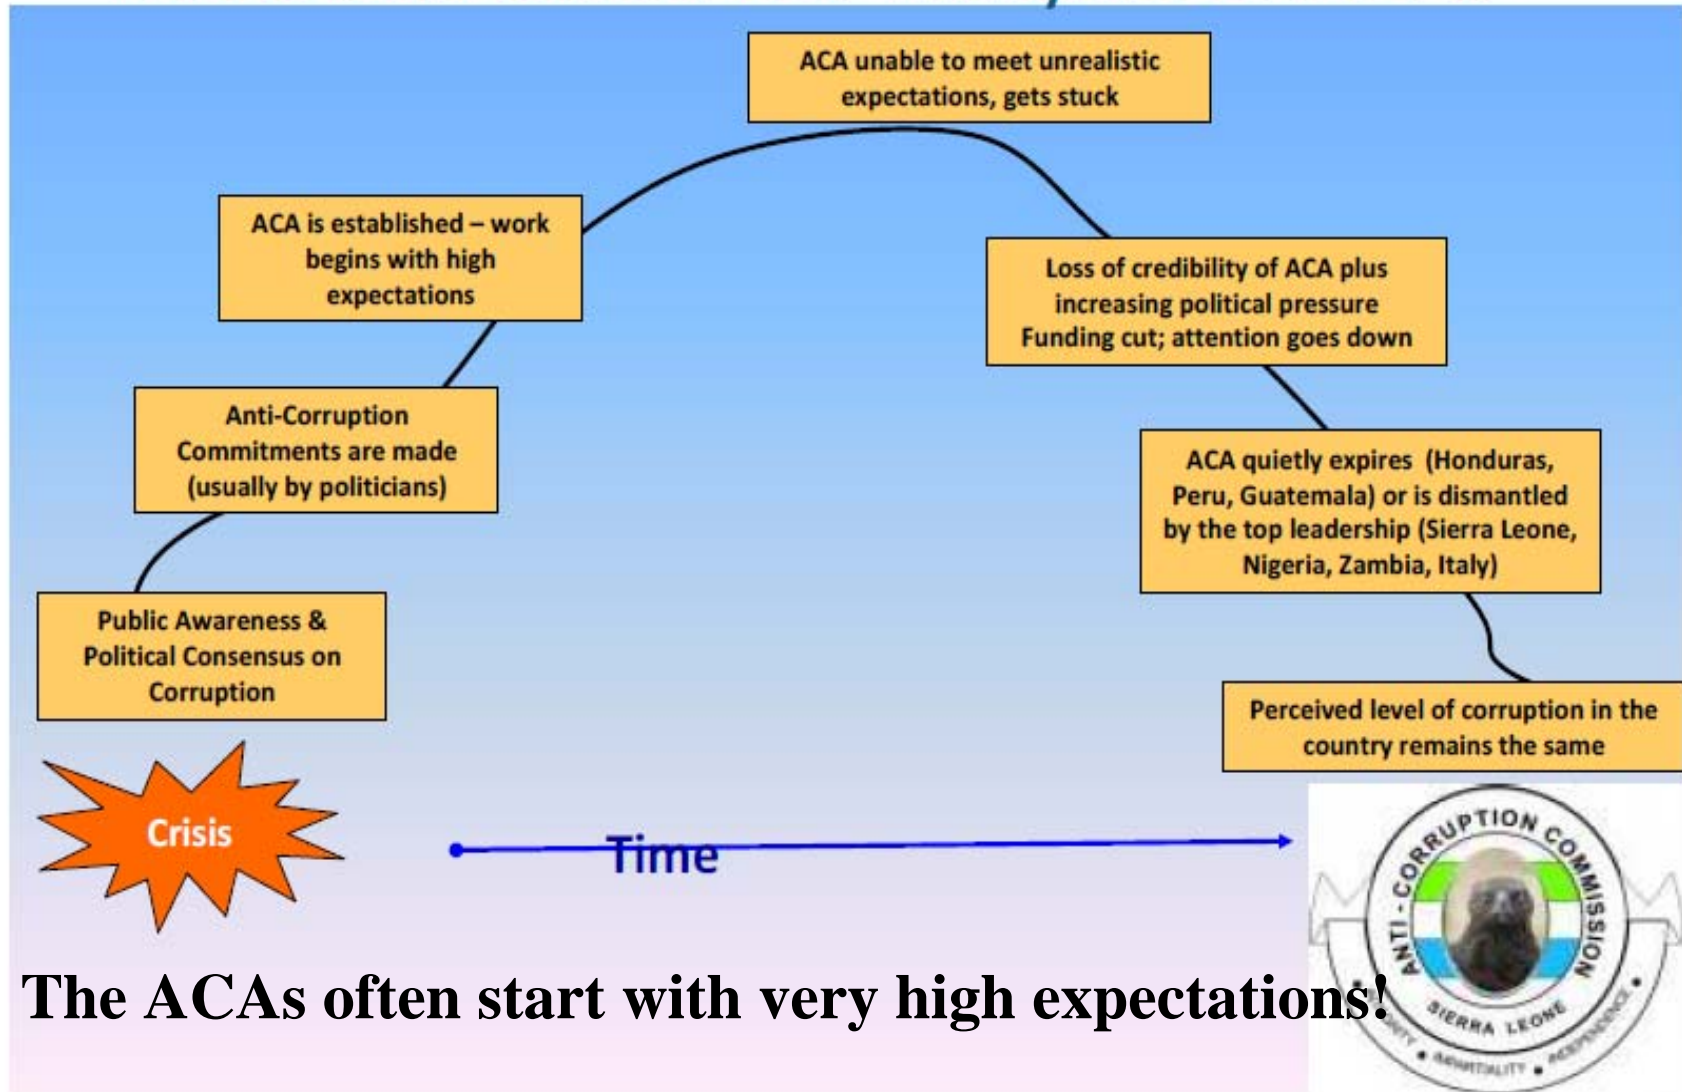 ACA unable to meet unrealistic
expectations, gets stuck
ACA is established – work
begins with high
expectations
Loss of credibility of ACA plus
increasing political pressure
Funding cut; attention goes down
Anti-Corruption
Commitments are made
(usually by politicians)
ACA quietly expires (Honduras,
Peru, Guatemala) or is dismantled
by the top leadership (Sierra Leone,
Nigeria, Zambia, Italy)
Public Awareness &
Political Consensus on
Corruption
Perceived level of corruption in the
country remains the same
Crisis
Time
ANTI - CORRUPTION COMMISSION
SIERRA LEONE
IMPARTIALITY • INDEPENDENCE
The ACAs often start with very high expectations!